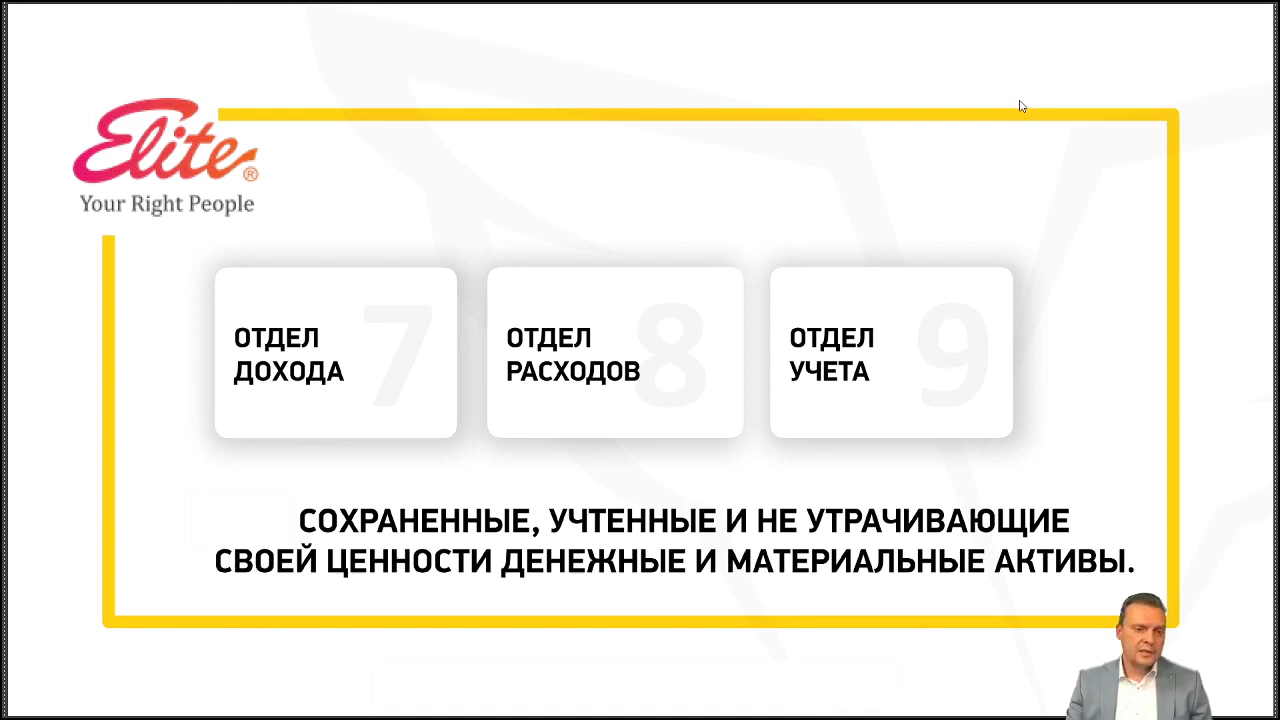 Elite®
Your Right People
7
ОТДЕЛ
ДОХОДА
8
ОТДЕЛ
РАСХОДОВ
9
ОТДЕЛ
УЧЕТА
СОХРАНЕННЫЕ, УЧТЕННЫЕ И НЕ УТРАЧИВАЮЩИЕ
СВОЕЙ ЦЕННОСТИ ДЕНЕЖНЫЕ И МАТЕРИАЛЬНЫЕ АКТИВЫ.